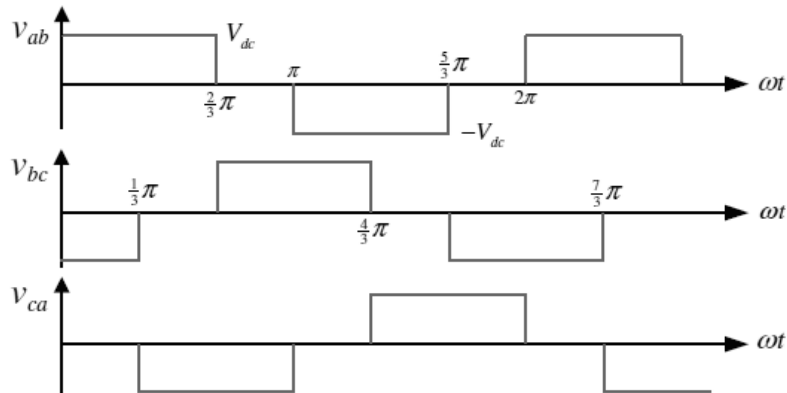 v_ab V_dc
π 5/3 π
ωt
2/3 π 2π
−V_dc
v_bc
1/3 π 7/3 π
ωt
4/3 π
v_ca
ωt